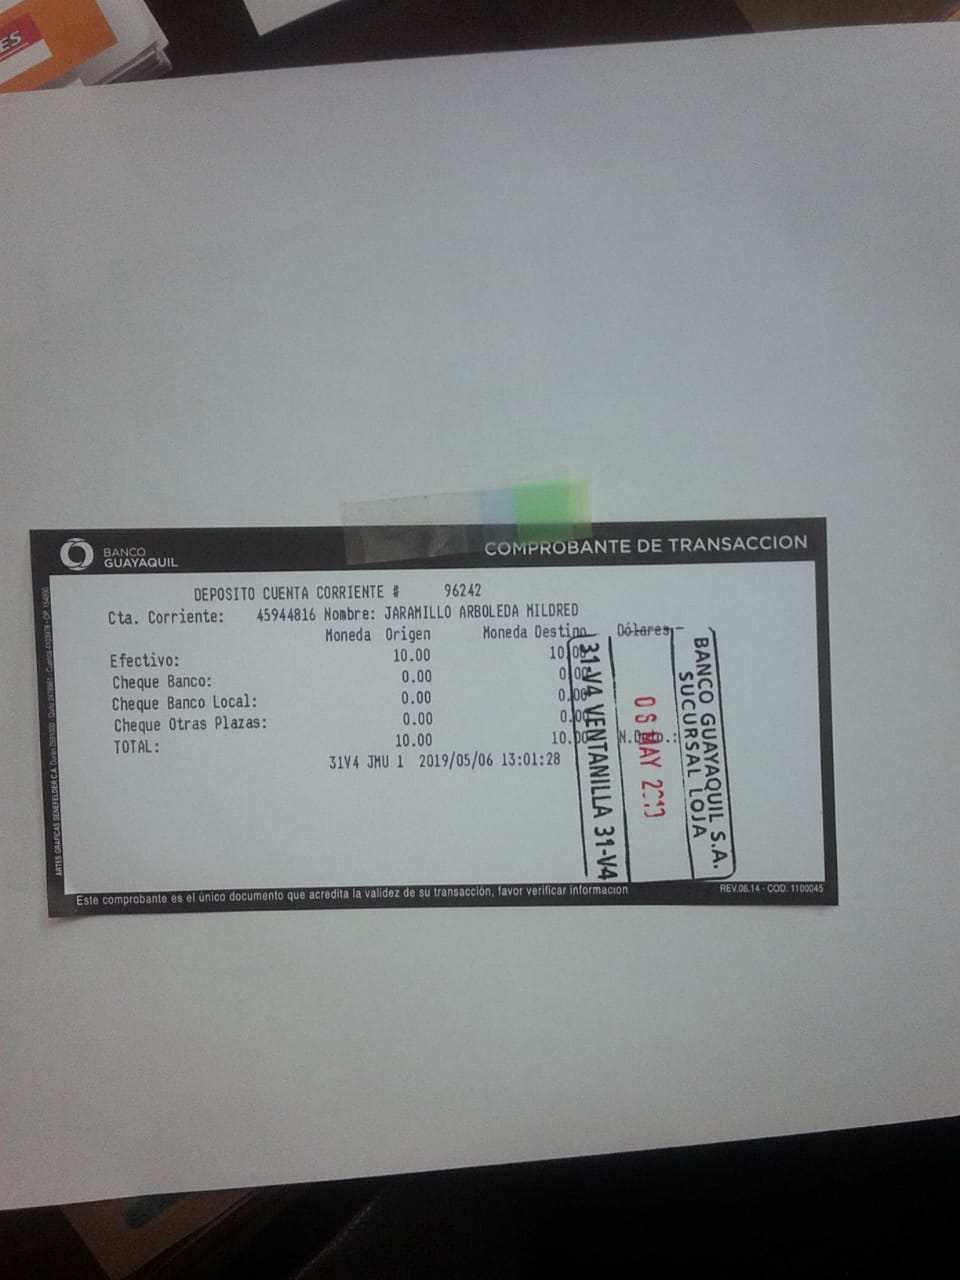 ES
BANCO
GUAYAQUIL
COMPROBANTE DE TRANSACCION
DEPOSITO CUENTA CORRIENTE # 96242
Cta. Corriente: 45944816 Nombre: JARAMILLO ARBOLEDA MILDRED
Moneda Origen Moneda Destino Dólares
Efectivo: 10.00 10.00
Cheque Banco: 0.00 0.00
Cheque Banco Local: 0.00 0.00
Cheque Otras Plazas: 0.00 0.00
TOTAL: 10.00 10.00
31V4 JMU 1 2019/05/06 13:01:28
31-V4 VENTANILLA 31-V4
06 MAY
BANCO GUAYAQUIL S.A.
SUCURSAL LOJA
Este comprobante es el único documento que acredita la validez de su transacción, favor verificar informacion
REV.06.14 - COD. 1100045
ARTES GRAFICAS SENEFELDER C.A.